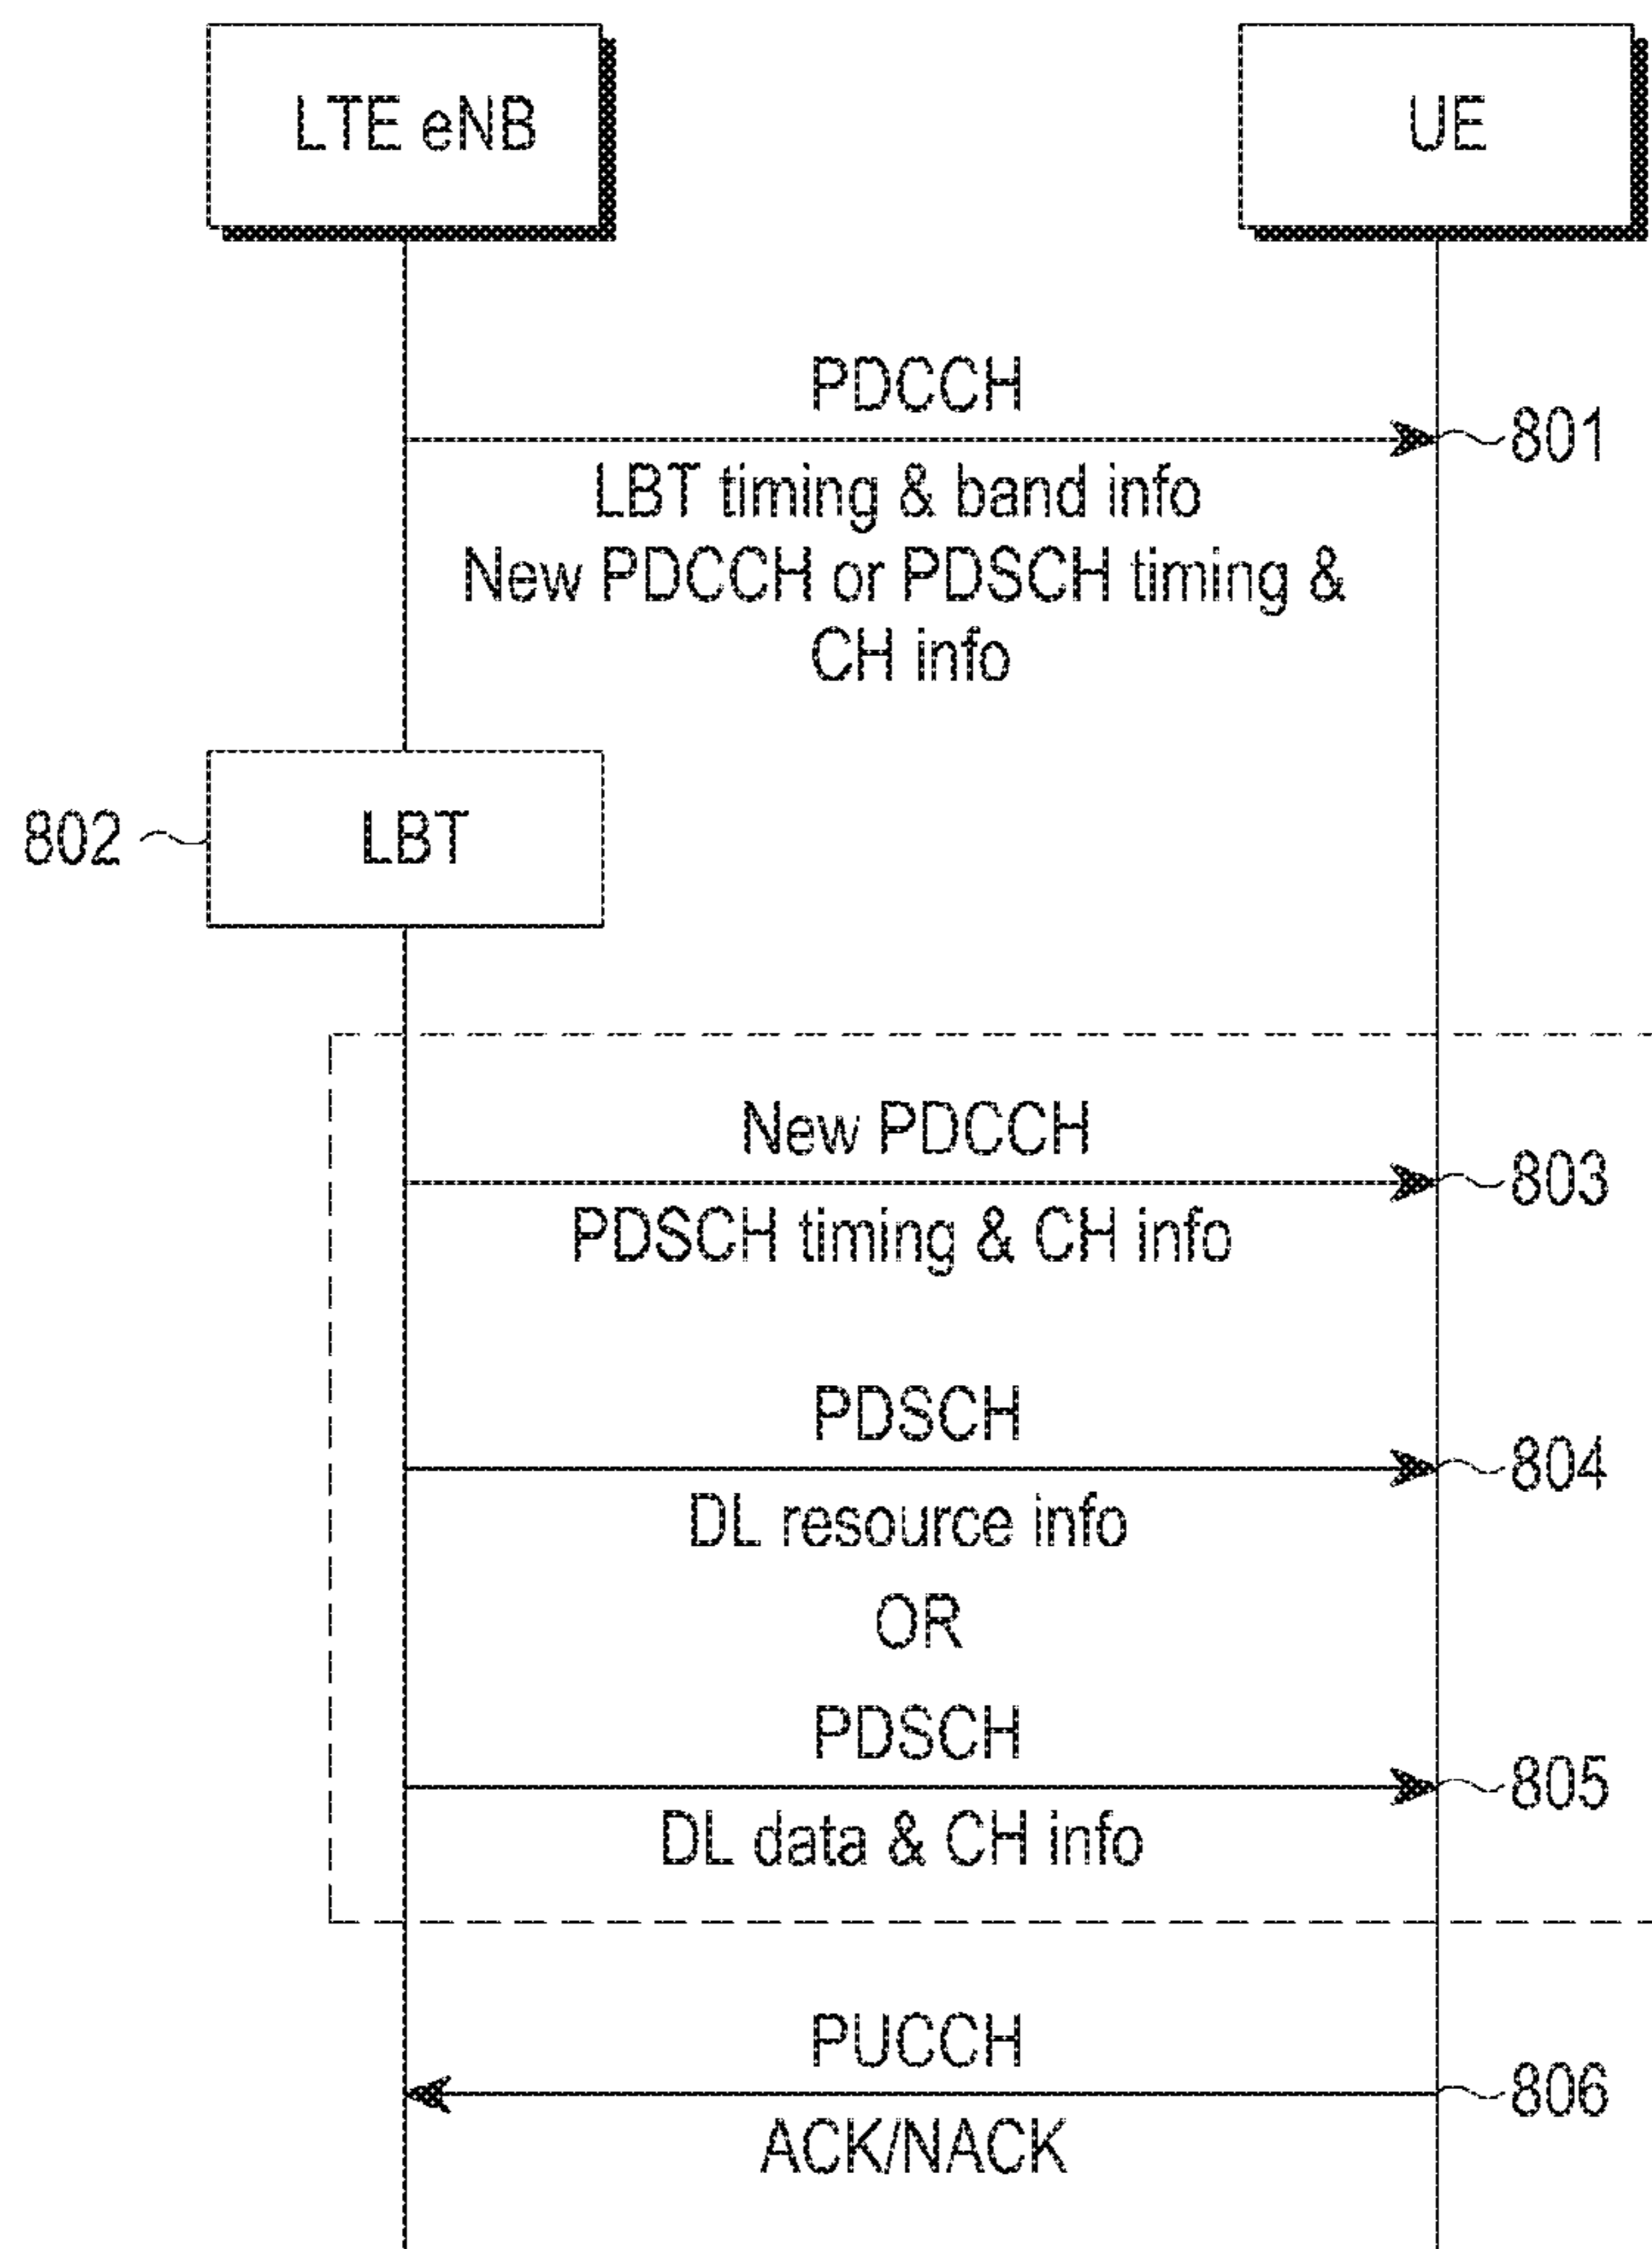 LTE eNB
UE
PDCCH
801
LBT timing & band info
New PDCCH or PDSCH timing &
CH info
802
LBT
New PDCCH
803
PDSCH timing & CH info
PDSCH
804
DL resource info
OR
PDSCH
805
DL data & CH info
PUCCH
806
ACK/NACK